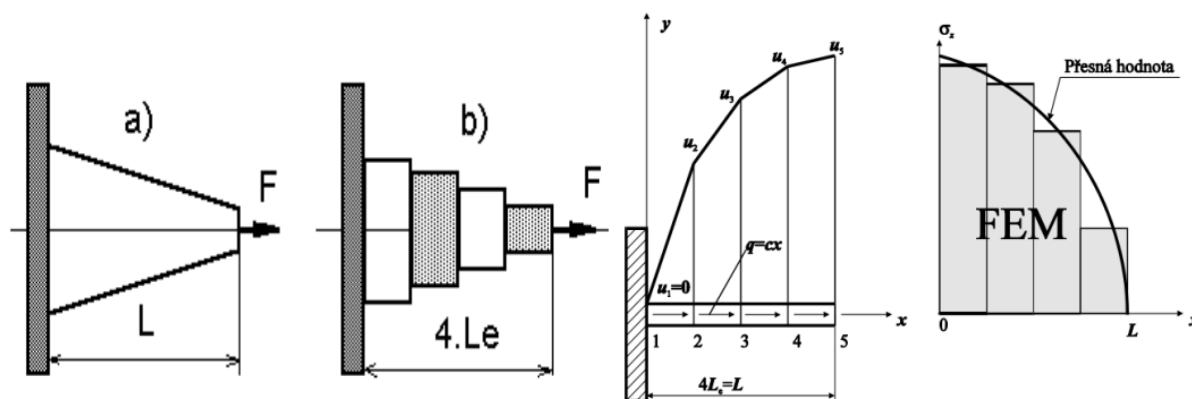 a)
F
L
b)
F
4.Le
y
u₅
u₄
u₃
u₂
q=cx
u₁=0
x
1 2 3 4 5
4Lₑ=L
σₓ
Přesná hodnota
FEM
0
L
x